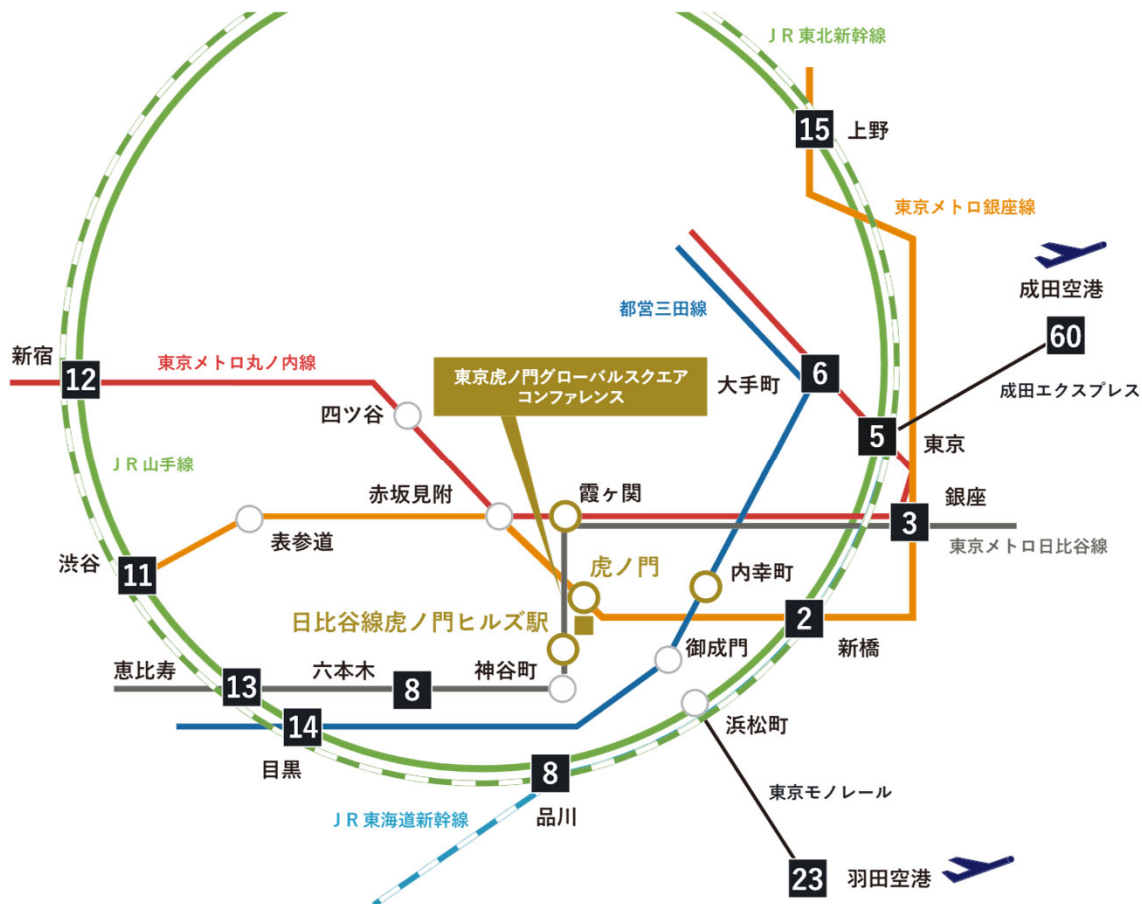 JR東北新幹線
15
上野
東京メトロ銀座線
成田空港
60
成田エクスプレス
都営三田線
新宿
12
東京メトロ丸ノ内線
東京虎ノ門グローバルスクエア
コンファレンス
大手町
6
四ツ谷
5
東京
JR山手線
赤坂見附
霞ヶ関
銀座
3
表参道
東京メトロ日比谷線
渋谷
11
虎ノ門
内幸町
日比谷線虎ノ門ヒルズ駅
2
新橋
御成門
恵比寿
13
六本木
8
神谷町
14
目黒
浜松町
8
品川
東京モノレール
JR東海道新幹線
23
羽田空港